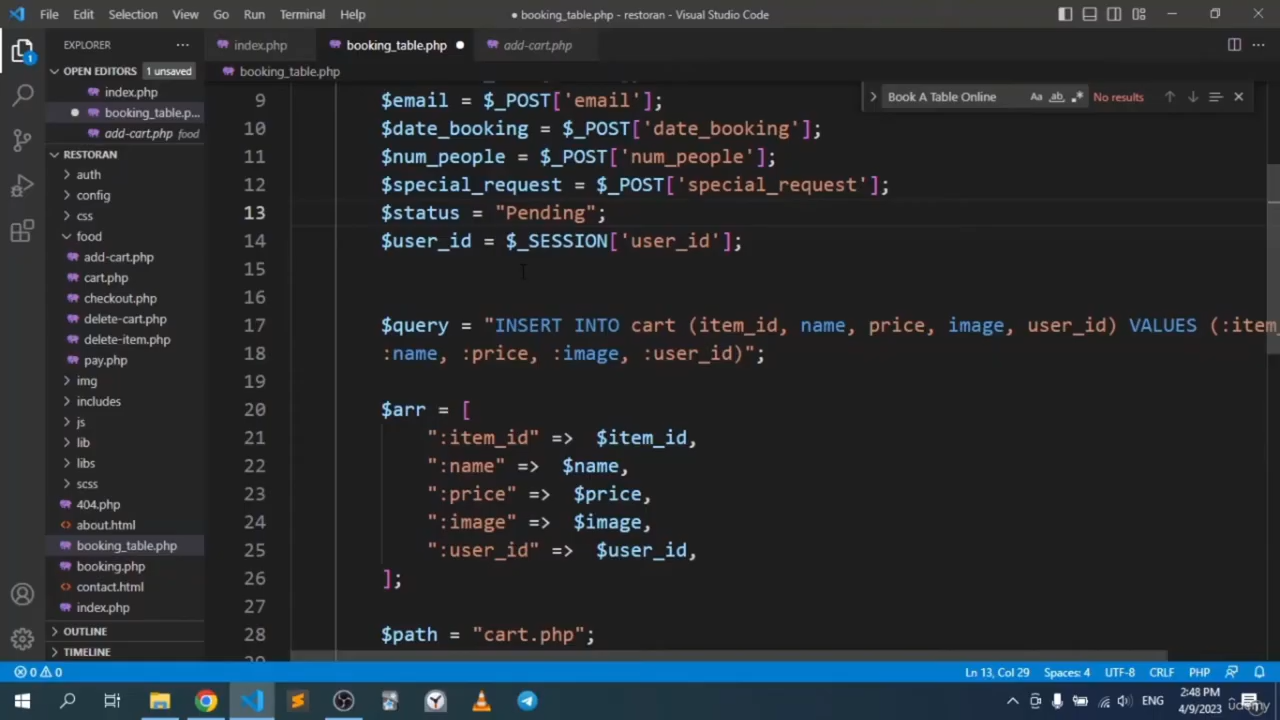 File Edit Selection View Go Run Terminal Help
booking_table.php - restoran - Visual Studio Code
EXPLORER
index.php
booking_table.php
add-cart.php
OPEN EDITORS 1 unsaved
index.php
booking_table.p...
add-cart.php food
RESTORAN
auth
config
css
food
add-cart.php
cart.php
checkout.php
delete-cart.php
delete-item.php
pay.php
img
includes
js
lib
libs
scss
404.php
about.html
booking_table.php
booking.php
contact.html
index.php
OUTLINE
TIMELINE
booking_table.php
Book A Table Online
Aa ab
No results
9 $email = $_POST['email'];
10 $date_booking = $_POST['date_booking'];
11 $num_people = $_POST['num_people'];
12 $special_request = $_POST['special_request'];
13 $status = "Pending";
14 $user_id = $_SESSION['user_id'];
15
16
17 $query = "INSERT INTO cart (item_id, name, price, image, user_id) VALUES (:item
18 :name, :price, :image, :user_id)";
19
20 $arr = [
21 ":item_id" => $item_id,
22 ":name" => $name,
23 ":price" => $price,
24 ":image" => $image,
25 ":user_id" => $user_id,
26 ];
27
28 $path = "cart.php";
1
0 0
Ln 13, Col 29 Spaces: 4 UTF-8 CRLF PHP
ENG
2:48 PM
4/9/2023
udemy